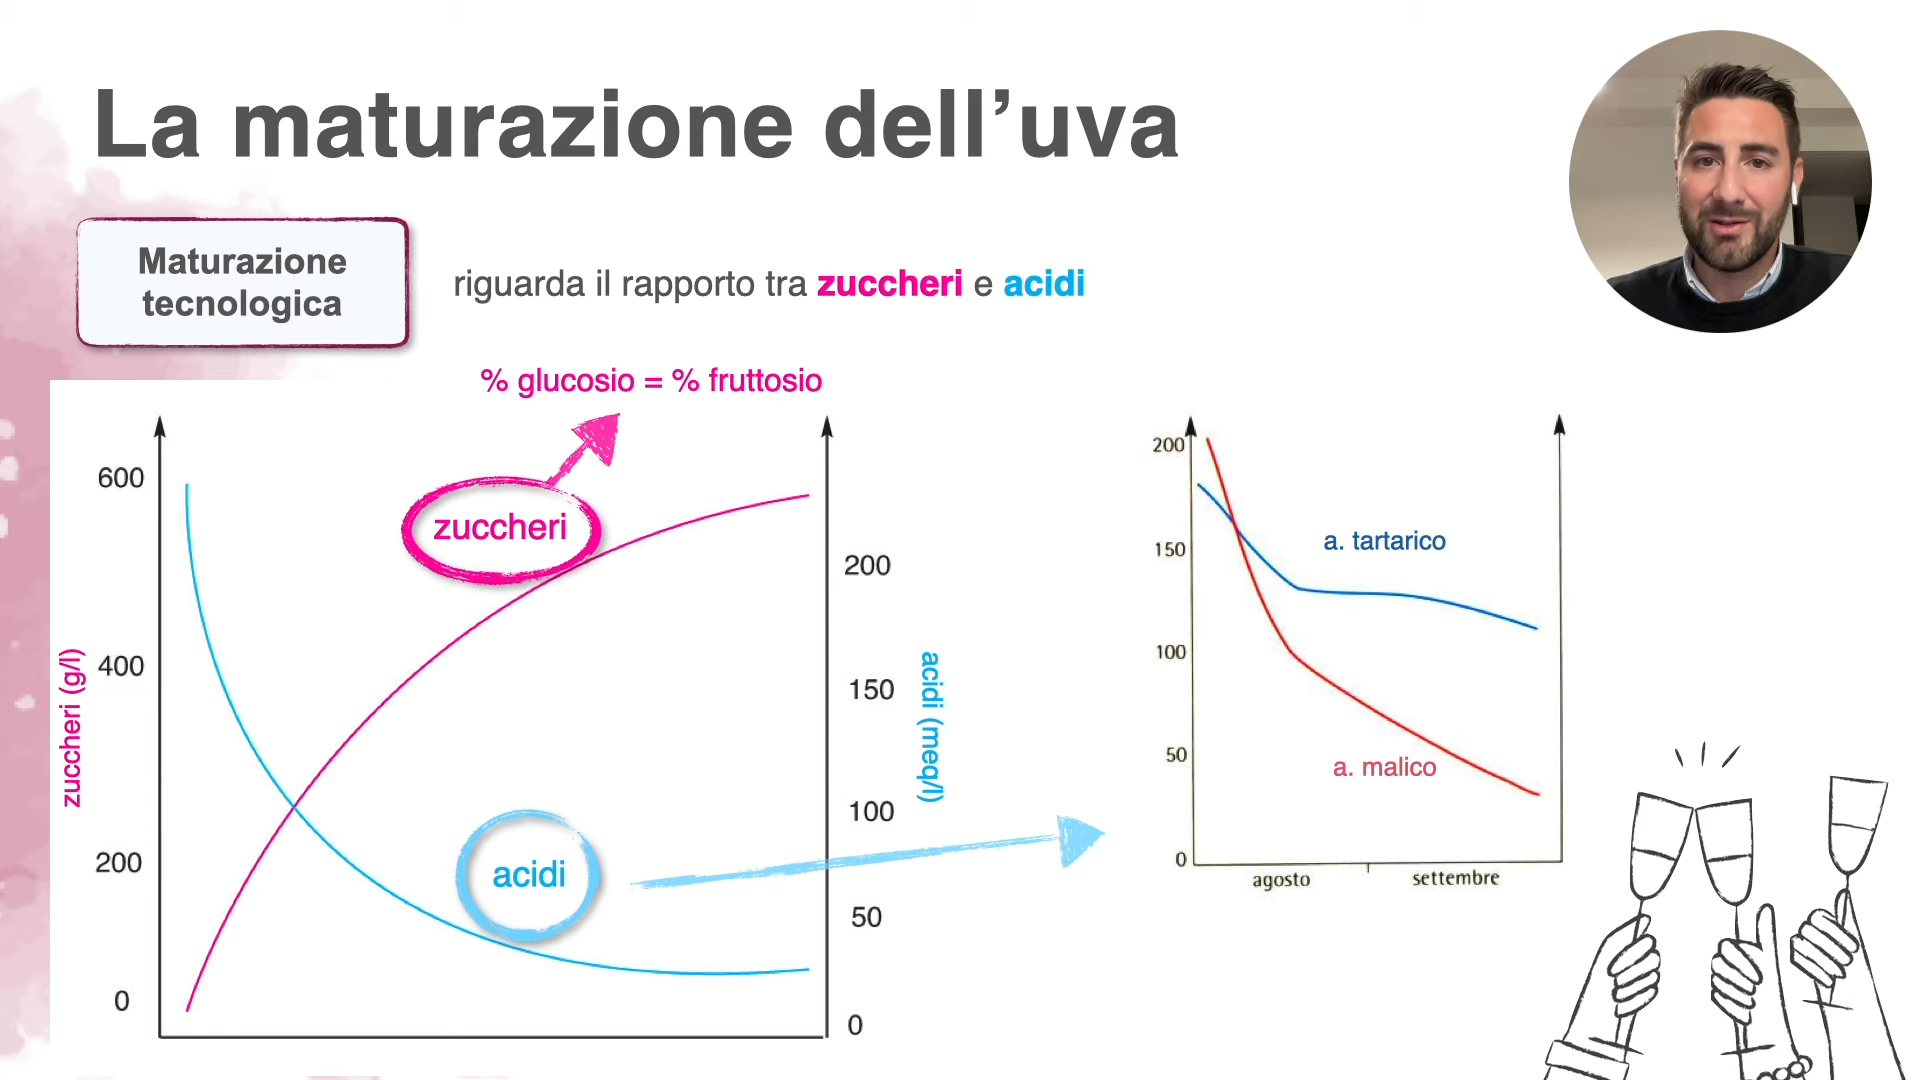 La maturazione dell’uva
Maturazione
tecnologica
riguarda il rapporto tra zuccheri e acidi
% glucosio = % fruttosio
600
400
200
0
zuccheri (g/l)
zuccheri
acidi
200
150
100
50
0
acidi (meq/l)
200
150
100
50
0
a. tartarico
a. malico
agosto
settembre